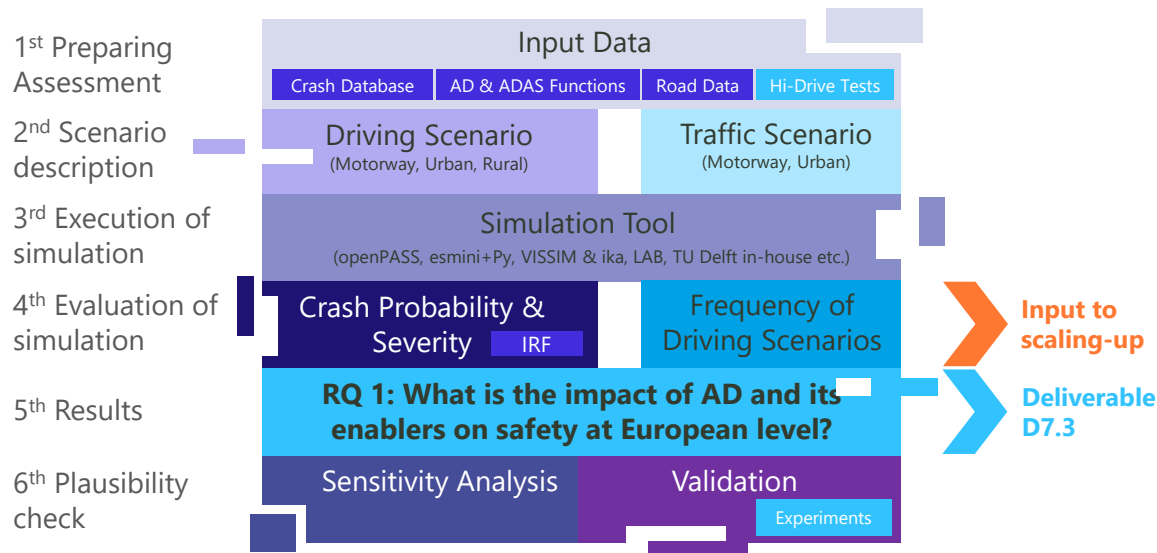 1st Preparing
Assessment
Input Data
Crash Database
AD & ADAS Functions
Road Data
Hi-Drive Tests
2nd Scenario
description
Driving Scenario
(Motorway, Urban, Rural)
Traffic Scenario
(Motorway, Urban)
3rd Execution of
simulation
Simulation Tool
(openPASS, esmini+Py, VISSIM & ika, LAB, TU Delft in-house etc.)
4th Evaluation of
simulation
Crash Probability &
Severity
IRF
Frequency of
Driving Scenarios
Input to
scaling-up
5th Results
RQ 1: What is the impact of AD and its
enablers on safety at European level?
Deliverable
D7.3
6th Plausibility
check
Sensitivity Analysis
Validation
Experiments